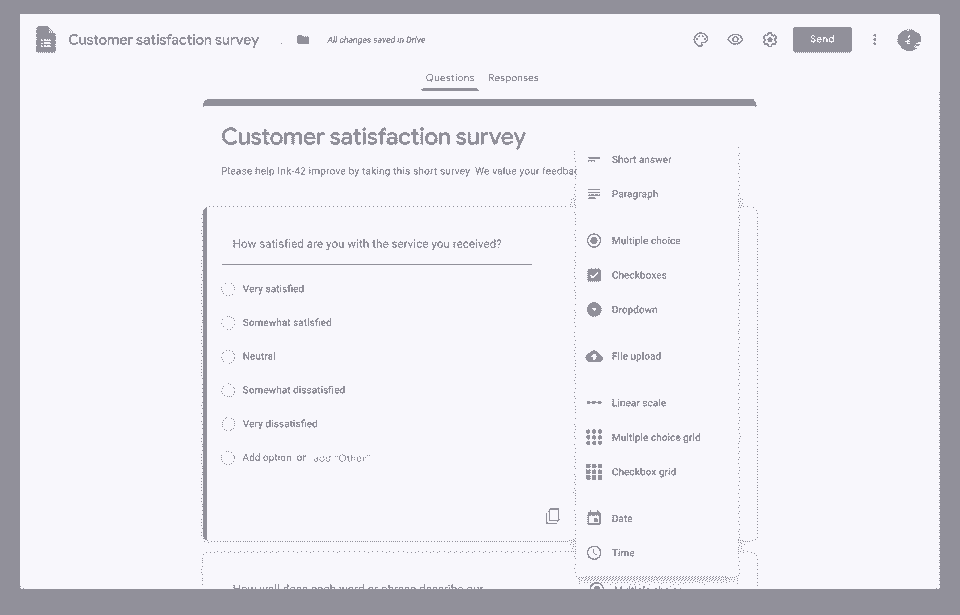 Customer satisfaction survey
All changes saved in Drive
Send
Questions Responses
Customer satisfaction survey
Please help Ink-42 improve by taking this short survey. We value your feedba
How satisfied are you with the service you received?
Very satisfied
Somewhat satisfied
Neutral
Somewhat dissatisfied
Very dissatisfied
Add option or add "Other"
Short answer
Paragraph
Multiple choice
Checkboxes
Dropdown
File upload
Linear scale
Multiple choice grid
Checkbox grid
Date
Time
How well does each word or phrase describe our
Multiple choice